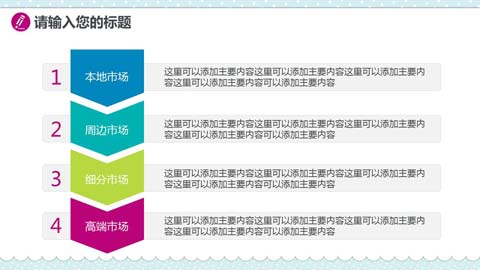 请输入您的标题
1
本地市场
这里可以添加主要内容这里可以添加主要内容这里可以添加主要内
容这里可以添加主要内容可以添加主要内容
2
周边市场
这里可以添加主要内容这里可以添加主要内容这里可以添加主要内
容这里可以添加主要内容可以添加主要内容
3
细分市场
这里可以添加主要内容这里可以添加主要内容这里可以添加主要内
容这里可以添加主要内容可以添加主要内容
4
高端市场
这里可以添加主要内容这里可以添加主要内容这里可以添加主要内
容这里可以添加主要内容可以添加主要内容